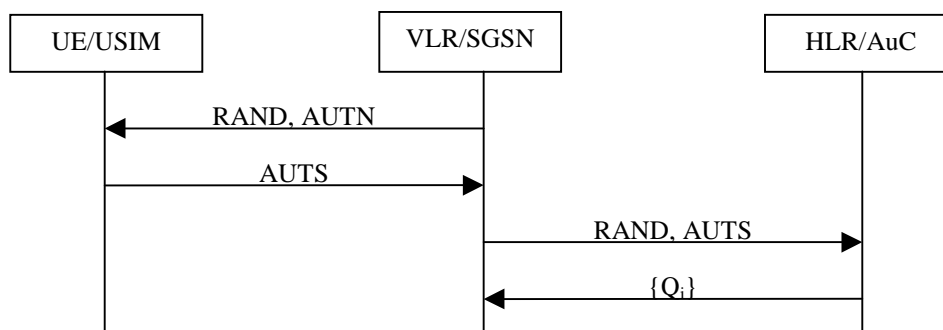 UE/USIM
VLR/SGSN
HLR/AuC
RAND, AUTN
AUTS
RAND, AUTS
{Qᵢ}